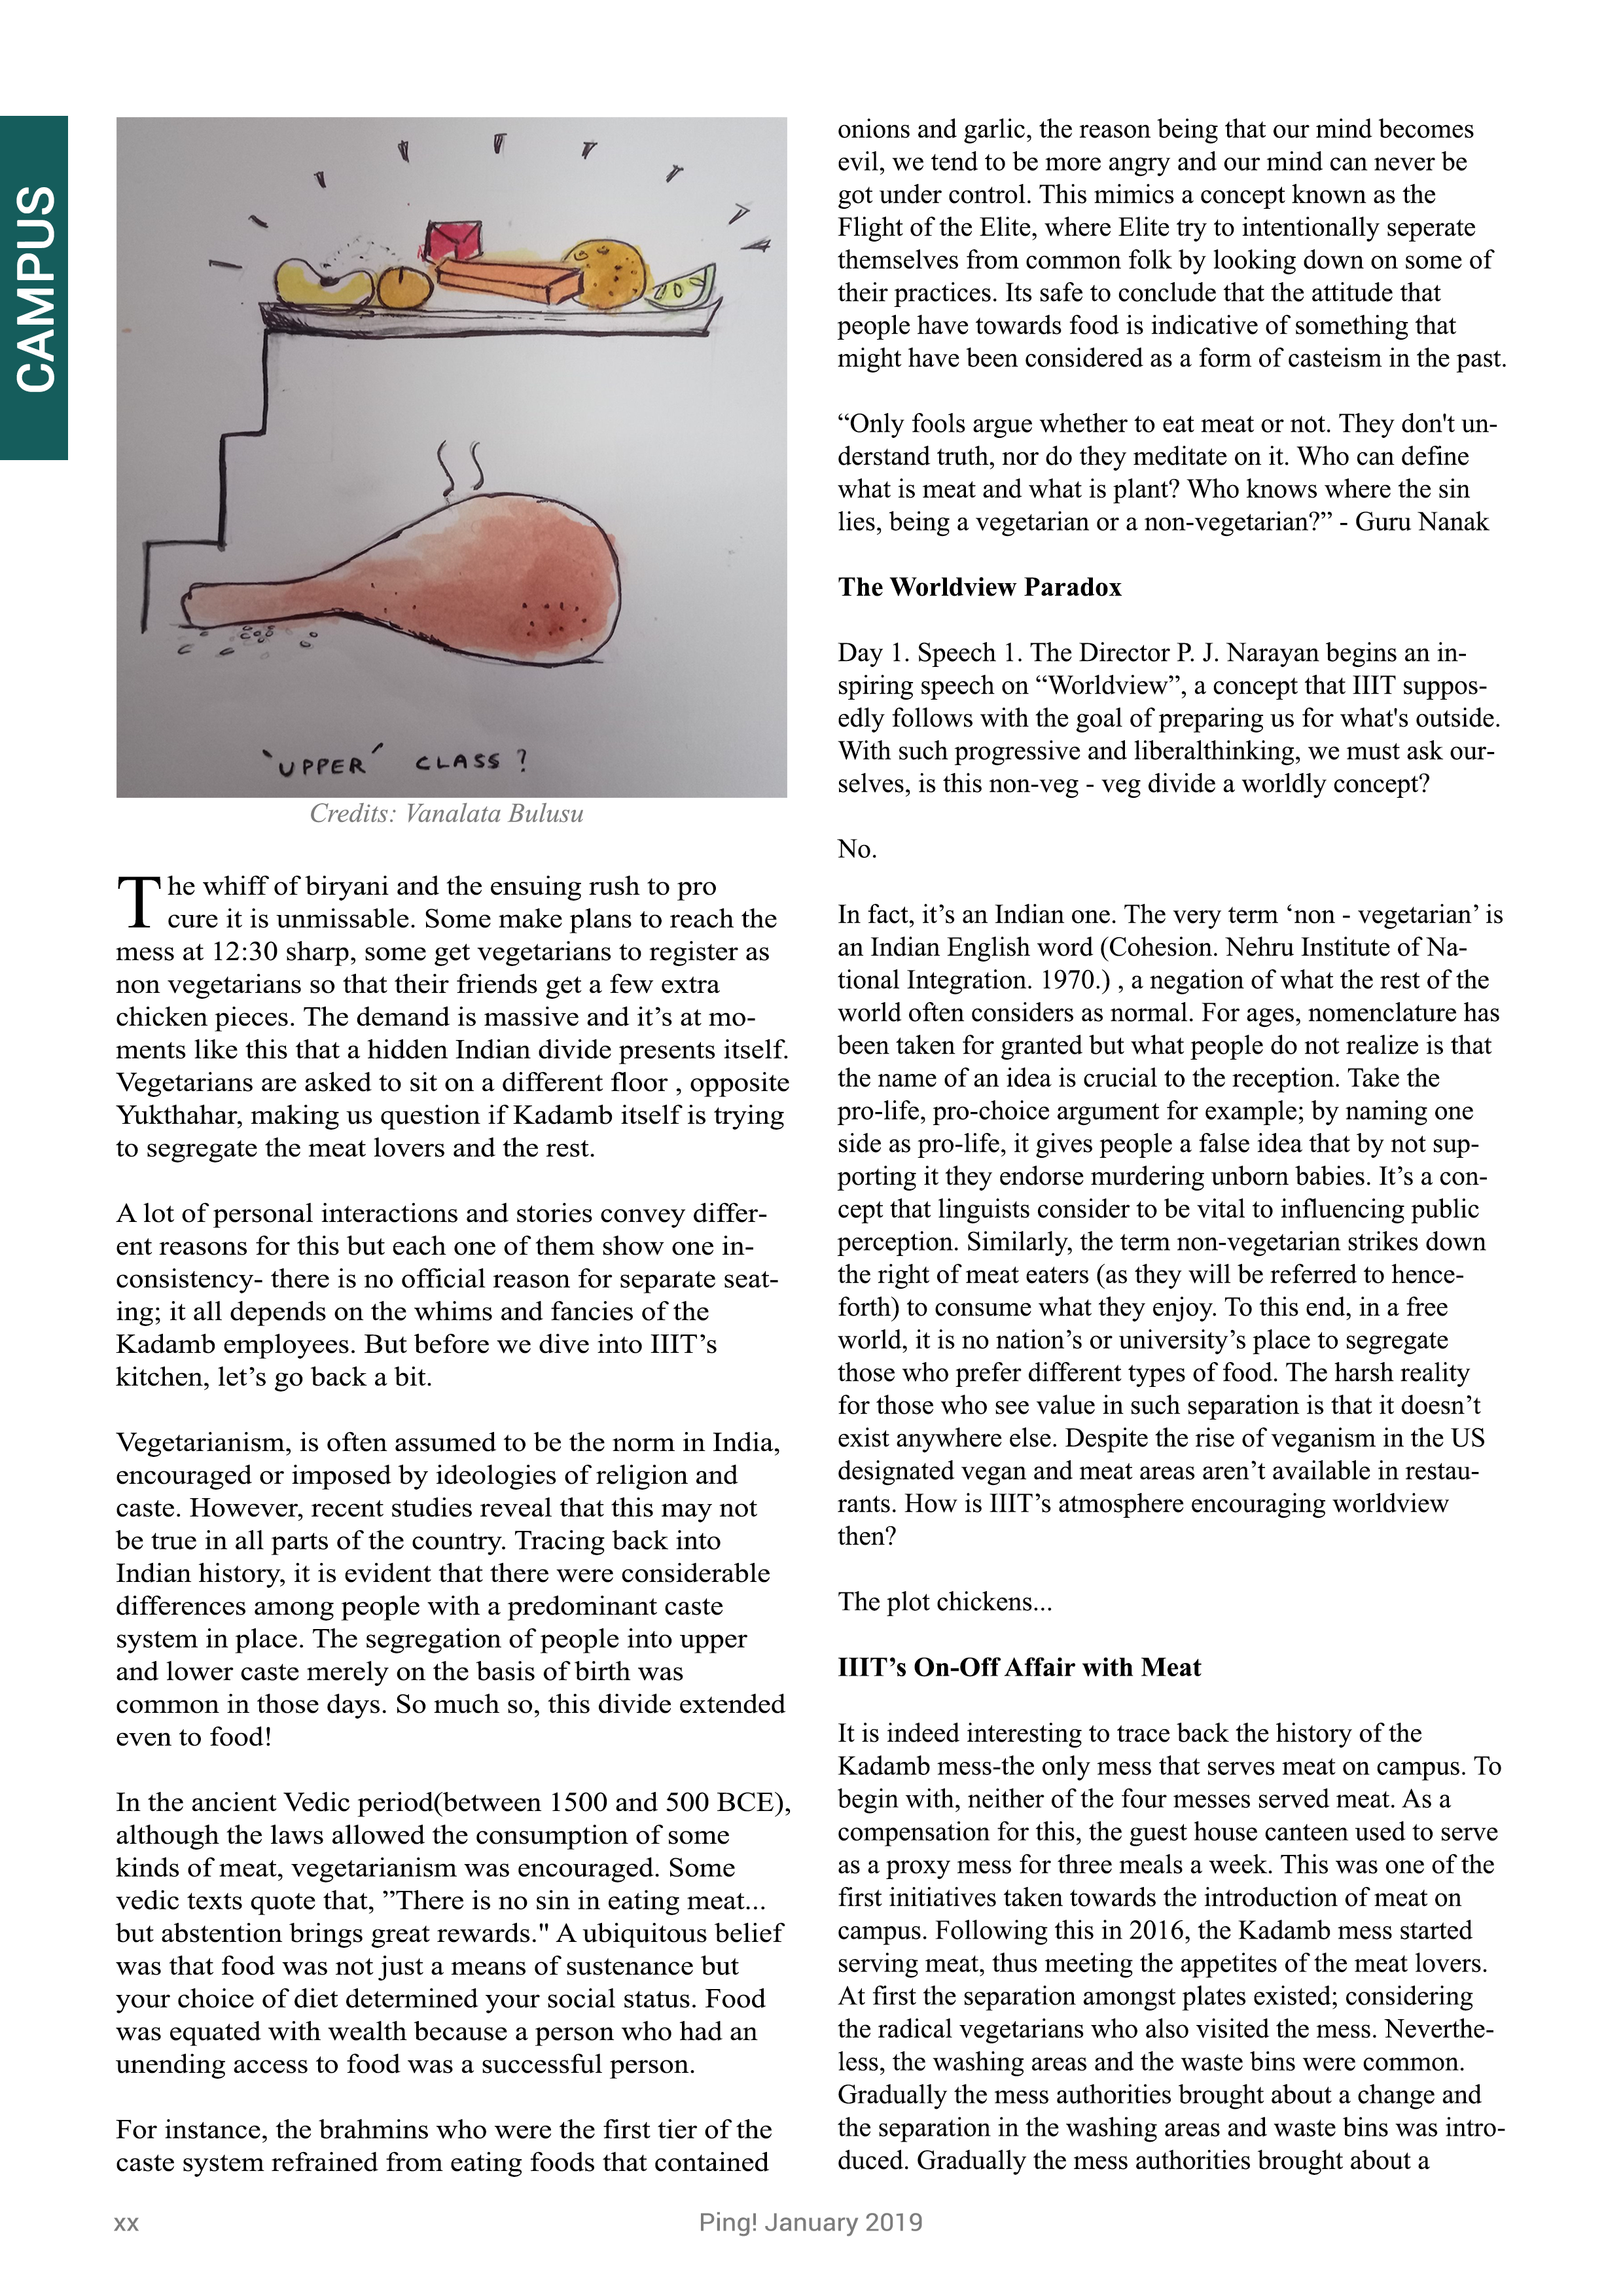 CAMPUS
`UPPER´ CLASS ?
Credits: Vanalata Bulusu
The whiff of biryani and the ensuing rush to pro
cure it is unmissable. Some make plans to reach the
mess at 12:30 sharp, some get vegetarians to register as
non vegetarians so that their friends get a few extra
chicken pieces. The demand is massive and it’s at mo-
ments like this that a hidden Indian divide presents itself.
Vegetarians are asked to sit on a different floor , opposite
Yukthahar, making us question if Kadamb itself is trying
to segregate the meat lovers and the rest.
A lot of personal interactions and stories convey differ-
ent reasons for this but each one of them show one in-
consistency- there is no official reason for separate seat-
ing; it all depends on the whims and fancies of the
Kadamb employees. But before we dive into IIIT’s
kitchen, let’s go back a bit.
Vegetarianism, is often assumed to be the norm in India,
encouraged or imposed by ideologies of religion and
caste. However, recent studies reveal that this may not
be true in all parts of the country. Tracing back into
Indian history, it is evident that there were considerable
differences among people with a predominant caste
system in place. The segregation of people into upper
and lower caste merely on the basis of birth was
common in those days. So much so, this divide extended
even to food!
In the ancient Vedic period(between 1500 and 500 BCE),
although the laws allowed the consumption of some
kinds of meat, vegetarianism was encouraged. Some
vedic texts quote that, ”There is no sin in eating meat...
but abstention brings great rewards." A ubiquitous belief
was that food was not just a means of sustenance but
your choice of diet determined your social status. Food
was equated with wealth because a person who had an
unending access to food was a successful person.
For instance, the brahmins who were the first tier of the
caste system refrained from eating foods that contained
onions and garlic, the reason being that our mind becomes
evil, we tend to be more angry and our mind can never be
got under control. This mimics a concept known as the
Flight of the Elite, where Elite try to intentionally seperate
themselves from common folk by looking down on some of
their practices. Its safe to conclude that the attitude that
people have towards food is indicative of something that
might have been considered as a form of casteism in the past.
“Only fools argue whether to eat meat or not. They don't un-
derstand truth, nor do they meditate on it. Who can define
what is meat and what is plant? Who knows where the sin
lies, being a vegetarian or a non-vegetarian?” - Guru Nanak
The Worldview Paradox
Day 1. Speech 1. The Director P. J. Narayan begins an in-
spiring speech on “Worldview”, a concept that IIIT suppos-
edly follows with the goal of preparing us for what's outside.
With such progressive and liberalthinking, we must ask our-
selves, is this non-veg - veg divide a worldly concept?
No.
In fact, it’s an Indian one. The very term ‘non - vegetarian’ is
an Indian English word (Cohesion. Nehru Institute of Na-
tional Integration. 1970.) , a negation of what the rest of the
world often considers as normal. For ages, nomenclature has
been taken for granted but what people do not realize is that
the name of an idea is crucial to the reception. Take the
pro-life, pro-choice argument for example; by naming one
side as pro-life, it gives people a false idea that by not sup-
porting it they endorse murdering unborn babies. It’s a con-
cept that linguists consider to be vital to influencing public
perception. Similarly, the term non-vegetarian strikes down
the right of meat eaters (as they will be referred to hence-
forth) to consume what they enjoy. To this end, in a free
world, it is no nation’s or university’s place to segregate
those who prefer different types of food. The harsh reality
for those who see value in such separation is that it doesn’t
exist anywhere else. Despite the rise of veganism in the US
designated vegan and meat areas aren’t available in restau-
rants. How is IIIT’s atmosphere encouraging worldview
then?
The plot chickens...
IIIT’s On-Off Affair with Meat
It is indeed interesting to trace back the history of the
Kadamb mess-the only mess that serves meat on campus. To
begin with, neither of the four messes served meat. As a
compensation for this, the guest house canteen used to serve
as a proxy mess for three meals a week. This was one of the
first initiatives taken towards the introduction of meat on
campus. Following this in 2016, the Kadamb mess started
serving meat, thus meeting the appetites of the meat lovers.
At first the separation amongst plates existed; considering
the radical vegetarians who also visited the mess. Neverthe-
less, the washing areas and the waste bins were common.
Gradually the mess authorities brought about a change and
the separation in the washing areas and waste bins was intro-
duced. Gradually the mess authorities brought about a
xx
Ping! January 2019